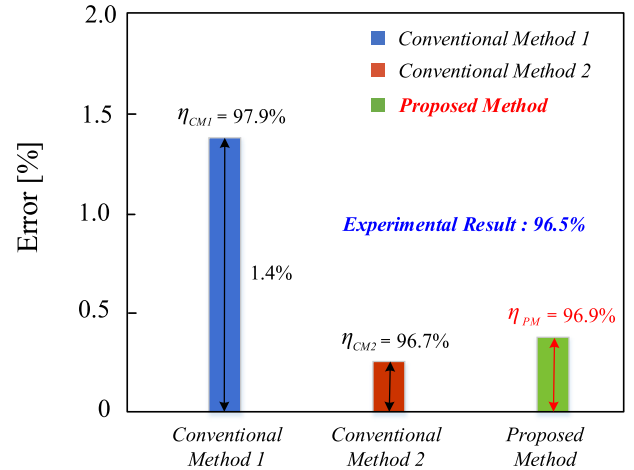 2.0
1.5
1.0
0.5
0
Error [%]
Conventional Method 1
Conventional Method 2
Proposed Method
η_CM1 = 97.9%
Experimental Result : 96.5%
1.4%
η_PM = 96.9%
η_CM2 = 96.7%
Conventional
Method 1
Conventional
Method 2
Proposed
Method